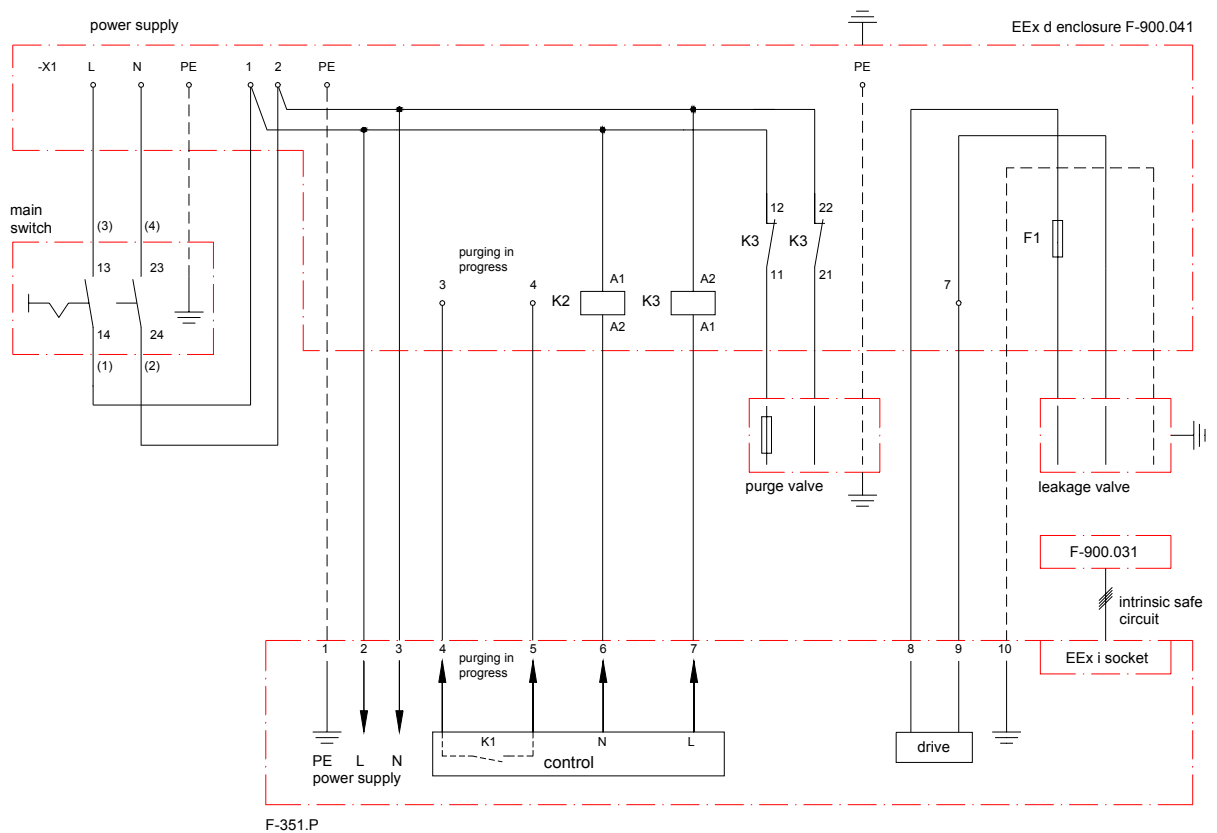 power supply
EEx d enclosure F-900.041
-X1 L N PE 1 2 PE PE
main
switch
(3) (4)
13 23
14 24
(1) (2)
purging in
progress
3 4
K2 A1 A2
K3 A2 A1
12 22
K3 K3
11 21
F1
7
purge valve
leakage valve
F-900.031
intrinsic safe
circuit
1 2 3 4 5 6 7 8 9 10
purging in
progress
EEx i socket
K1 N L
control
drive
PE L N
power supply
F-351.P